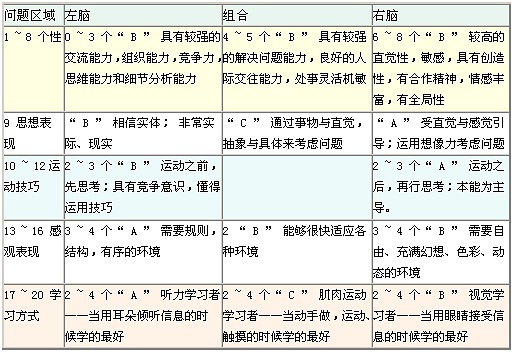 问题区域 左脑 组合 右脑
1~8 个性
0~3 个“B” 具有较强的
交流能力，组织能力，竞争力，
思维能力和细节分析能力
4~5 个“B” 具有较强
的解决问题能力，良好的人
际交往能力，处事灵活机敏
6~8 个“B” 较高的
直觉性，敏感，具有创造
性，有合作精神，情感丰
富，有全局性
9 思想表
现
“B” 相信实体； 非常实
际、现实
“C” 通过事物与直觉，
抽象与具体来考虑问题
“A” 受直觉与感觉引
导；运用想像力考虑问题
10~12运
动技巧
2~3 个“B” 运动之前，
先思考；具有竞争意识，懂得
运用技巧
2~3 个“A” 运动之
后，再行思考；本能为主
导。
13~16 感
观表现
3~4 个“A” 需要规则，
结构，有序的环境
2 “B” 能够很快适应各
种环境
3~4 个“B” 需要自
由、充满幻想、色彩、动
态的环境
17~20 学
习方式
2~4 个“A” 听力学习者
——当用耳朵倾听信息的时
候学的最好
2~4 个“C” 肌肉运动
学习者——当动手做，运动、
触摸的时候学的最好
2~4 个“B” 视觉学
习者——当用眼睛接受信
息的时候学的最好